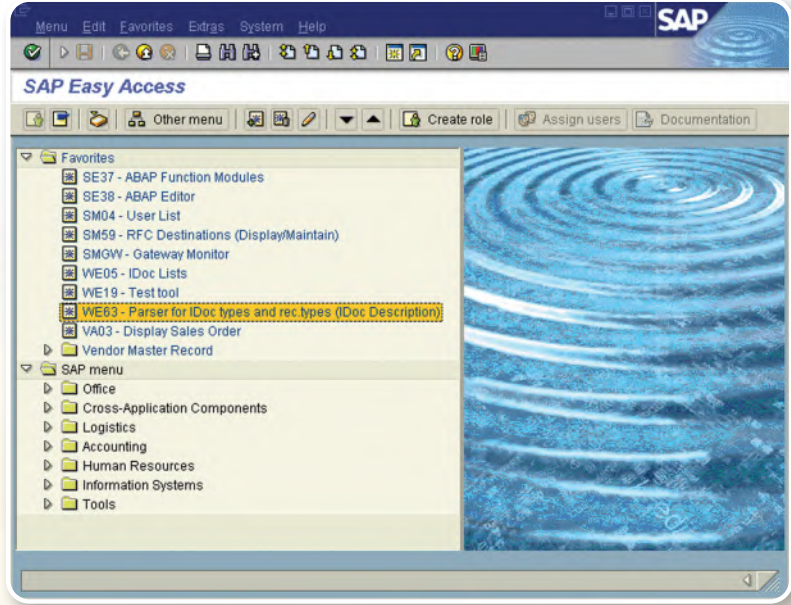 Menu Edit Favorites Extras System Help
SAP
SAP Easy Access
Other menu Create role Assign users Documentation
Favorites
SE37 - ABAP Function Modules
SE38 - ABAP Editor
SM04 - User List
SM59 - RFC Destinations (Display/Maintain)
SMGW - Gateway Monitor
WE05 - IDoc Lists
WE19 - Test tool
WE63 - Parser for IDoc types and rec.types (IDoc Description)
VA03 - Display Sales Order
Vendor Master Record
SAP menu
Office
Cross-Application Components
Logistics
Accounting
Human Resources
Information Systems
Tools